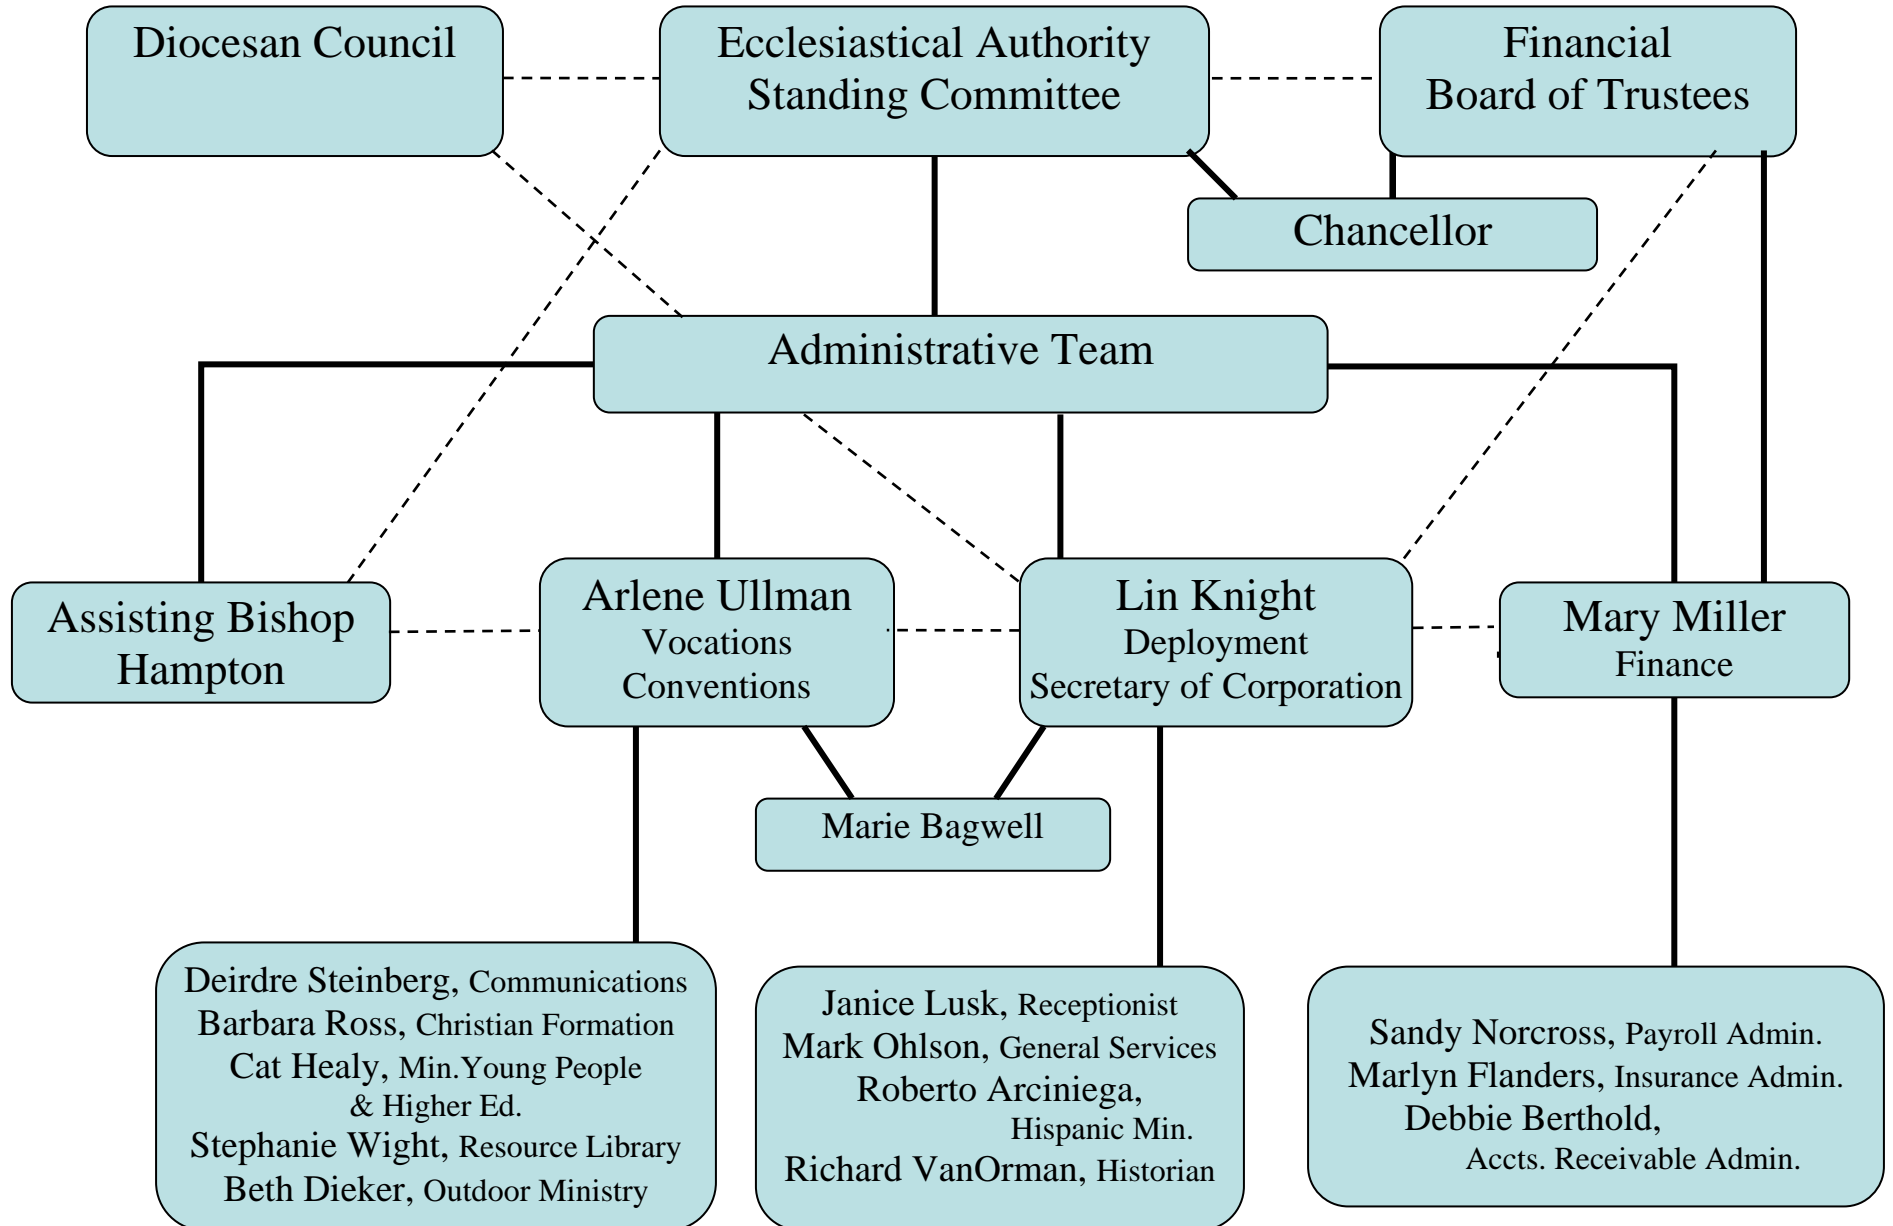 Diocesan Council
Ecclesiastical Authority
Standing Committee
Financial
Board of Trustees
Chancellor
Administrative Team
Assisting Bishop
Hampton
Arlene Ullman
Vocations
Conventions
Lin Knight
Deployment
Secretary of Corporation
Mary Miller
Finance
Marie Bagwell
Deirdre Steinberg, Communications
Barbara Ross, Christian Formation
Cat Healy, Min.Young People
& Higher Ed.
Stephanie Wight, Resource Library
Beth Dieker, Outdoor Ministry
Janice Lusk, Receptionist
Mark Ohlson, General Services
Roberto Arciniega,
Hispanic Min.
Richard VanOrman, Historian
Sandy Norcross, Payroll Admin.
Marlyn Flanders, Insurance Admin.
Debbie Berthold,
Accts. Receivable Admin.